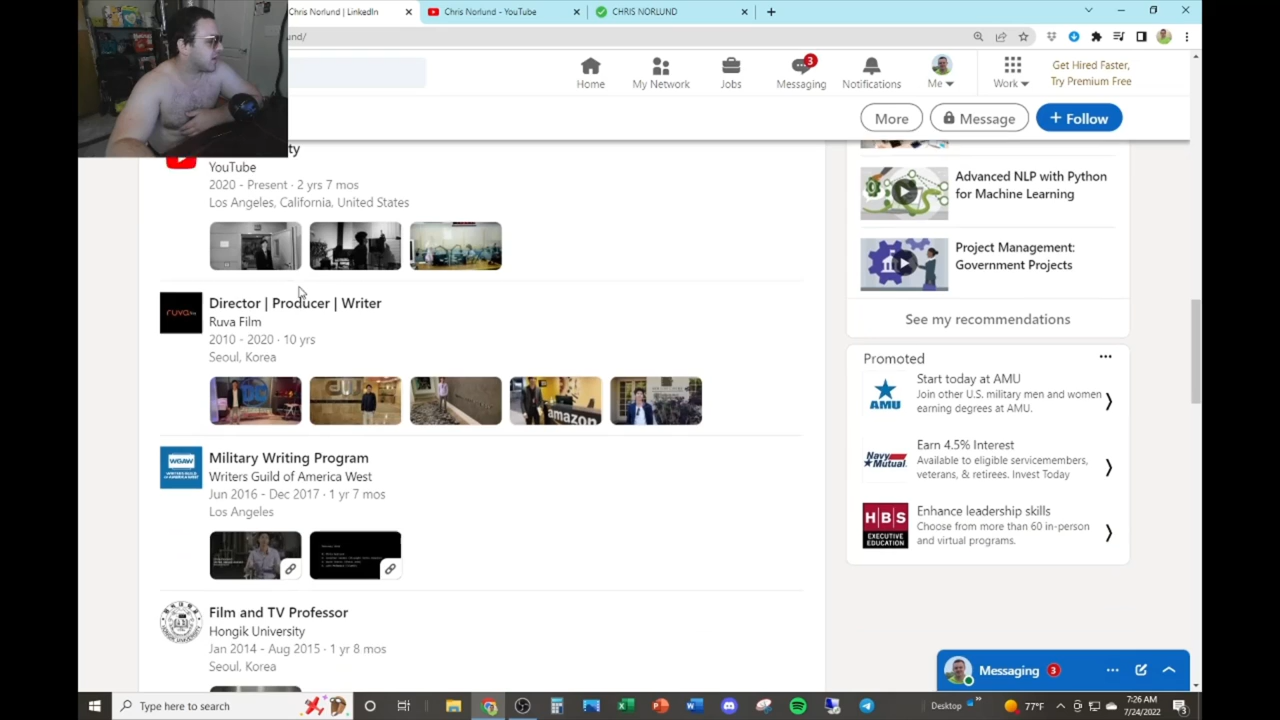 Chris Norlund | LinkedIn
Chris Norlund - YouTube
CHRIS NORLUND
und/
Home
My Network
Jobs
3
Messaging
Notifications
Me
Work
Get Hired Faster,
Try Premium Free
More
Message
+ Follow
ty
YouTube
2020 - Present · 2 yrs 7 mos
Los Angeles, California, United States
Director | Producer | Writer
Ruva Film
2010 - 2020 · 10 yrs
Seoul, Korea
amazon
WGAW
Military Writing Program
Writers Guild of America West
Jun 2016 - Dec 2017 · 1 yr 7 mos
Los Angeles
Film and TV Professor
Hongik University
Jan 2014 - Aug 2015 · 1 yr 8 mos
Seoul, Korea
Advanced NLP with Python
for Machine Learning
Project Management:
Government Projects
See my recommendations
Promoted
AMU
Start today at AMU
Join other U.S. military men and women
earning degrees at AMU.
Navy
Mutual.
Earn 4.5% Interest
Available to eligible servicemembers,
veterans, & retirees. Invest Today
HBS
EXECUTIVE
EDUCATION
Enhance leadership skills
Choose from more than 60 in-person
and virtual programs.
Messaging 3
Type here to search
Desktop
77°F
7:26 AM
7/24/2022
3